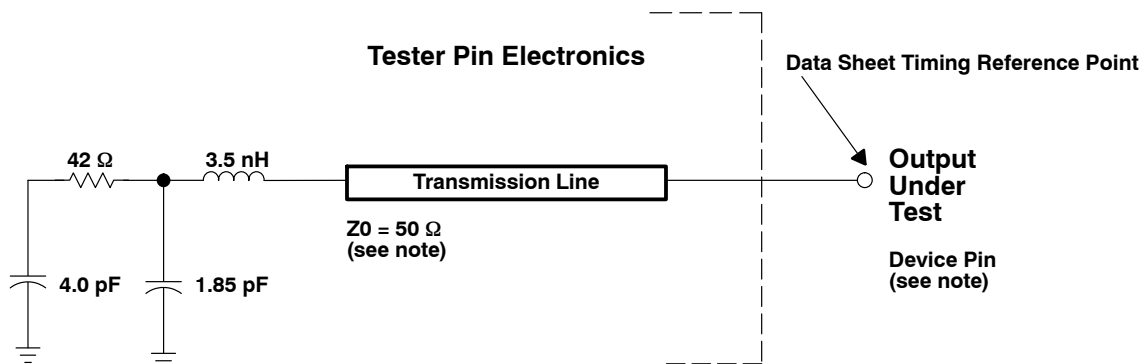 Tester Pin Electronics
Data Sheet Timing Reference Point
42 Ω
3.5 nH
Transmission Line
Output
Under
Test
Z0 = 50 Ω
(see note)
Device Pin
(see note)
4.0 pF
1.85 pF